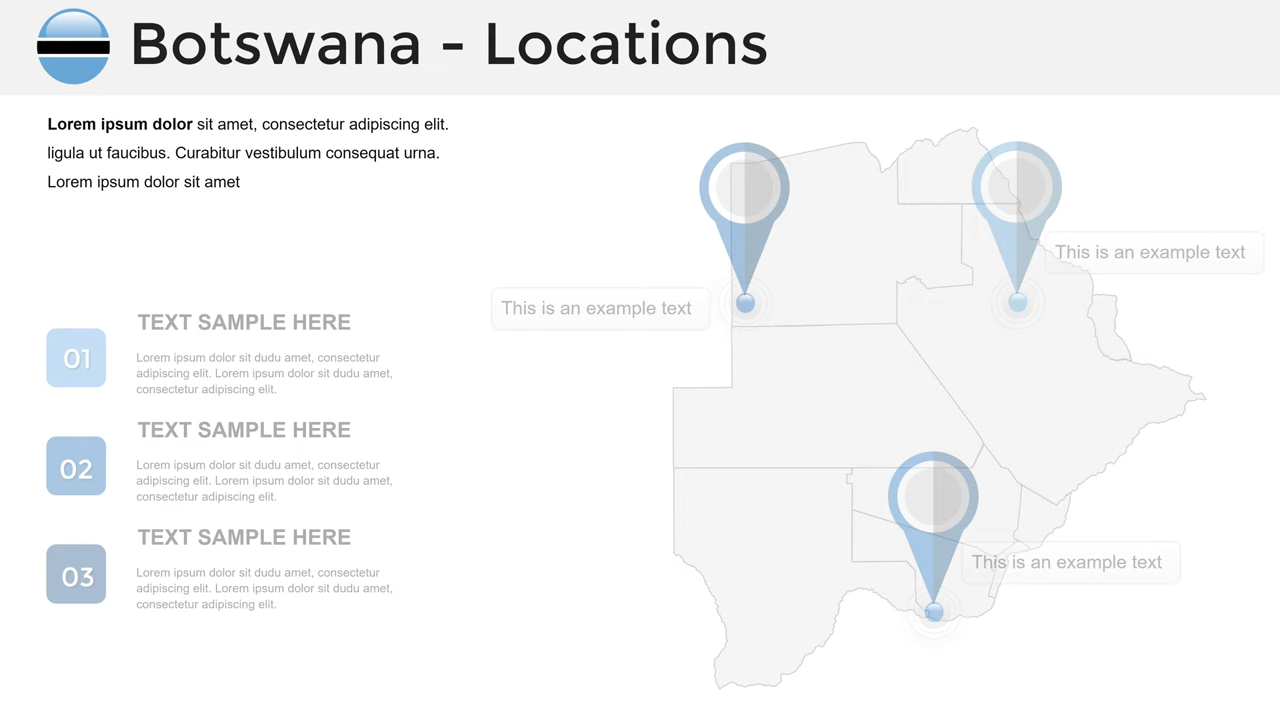 Botswana - Locations
Lorem ipsum dolor sit amet, consectetur adipiscing elit.
ligula ut faucibus. Curabitur vestibulum consequat urna.
Lorem ipsum dolor sit amet
This is an example text
This is an example text
This is an example text
01
TEXT SAMPLE HERE
Lorem ipsum dolor sit dudu amet, consectetur
adipiscing elit. Lorem ipsum dolor sit dudu amet,
consectetur adipiscing elit.
02
TEXT SAMPLE HERE
Lorem ipsum dolor sit dudu amet, consectetur
adipiscing elit. Lorem ipsum dolor sit dudu amet,
consectetur adipiscing elit.
03
TEXT SAMPLE HERE
Lorem ipsum dolor sit dudu amet, consectetur
adipiscing elit. Lorem ipsum dolor sit dudu amet,
consectetur adipiscing elit.